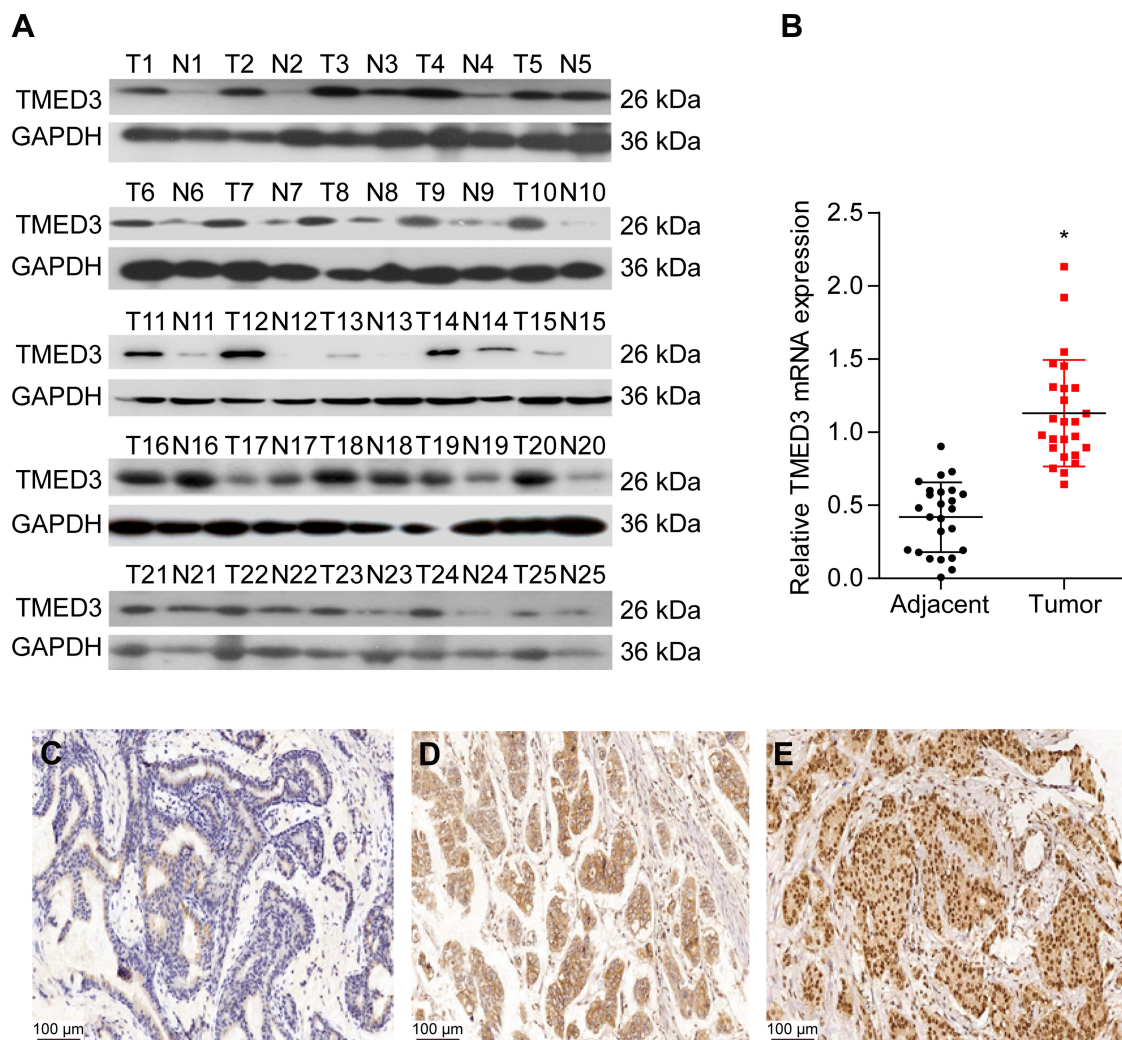 A
T1 N1 T2 N2 T3 N3 T4 N4 T5 N5
TMED3 26 kDa
GAPDH 36 kDa
T6 N6 T7 N7 T8 N8 T9 N9 T10 N10
TMED3 26 kDa
GAPDH 36 kDa
T11 N11 T12 N12 T13 N13 T14 N14 T15 N15
TMED3 26 kDa
GAPDH 36 kDa
T16 N16 T17 N17 T18 N18 T19 N19 T20 N20
TMED3 26 kDa
GAPDH 36 kDa
T21 N21 T22 N22 T23 N23 T24 N24 T25 N25
TMED3 26 kDa
GAPDH 36 kDa
B
Relative TMED3 mRNA expression
2.5
*
2.0
1.5
1.0
0.5
0.0
Adjacent Tumor
C
100 μm
D
100 μm
E
100 μm